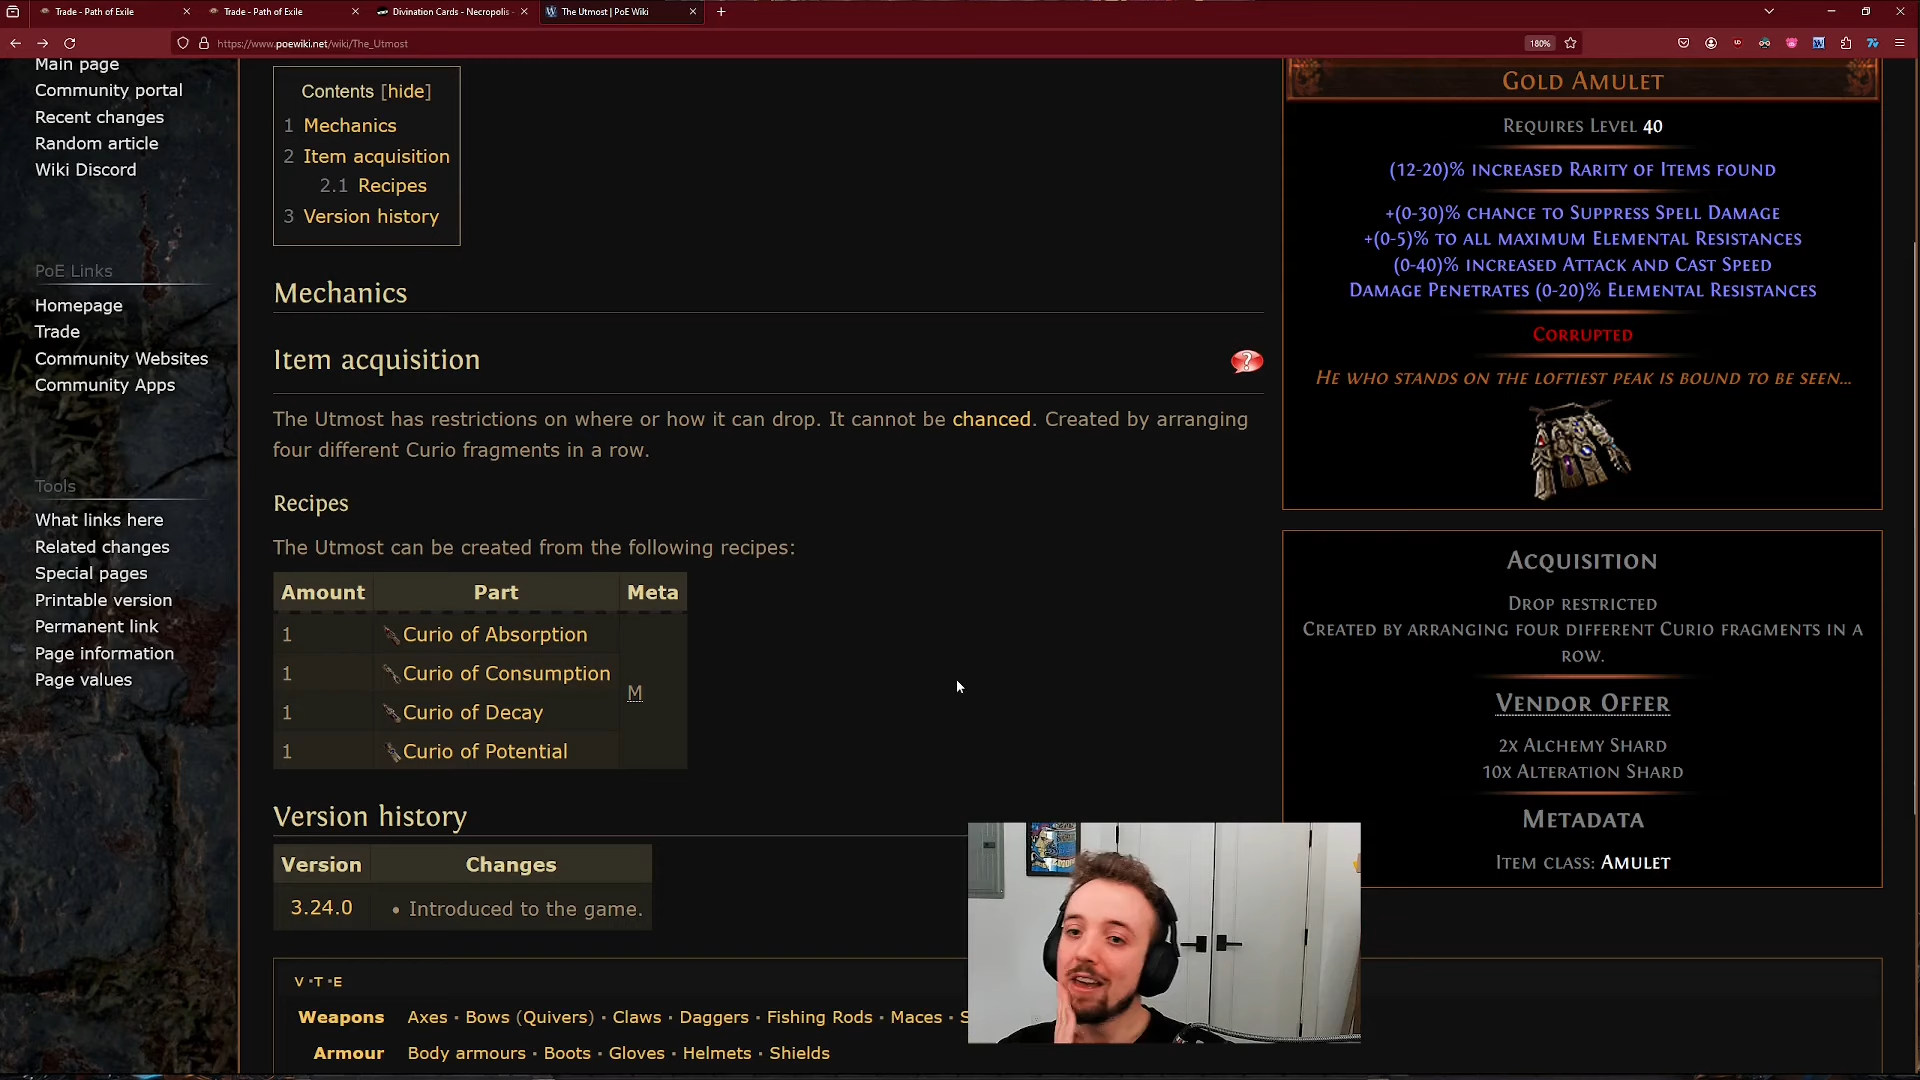 Trade - Path of Exile
Trade - Path of Exile
Divination Cards - Necropolis -
The Utmost | PoE Wiki
https://www.poewiki.net/wiki/The_Utmost
180%
Main page
Community portal
Recent changes
Random article
Wiki Discord
PoE Links
Homepage
Trade
Community Websites
Community Apps
Tools
What links here
Related changes
Special pages
Printable version
Permanent link
Page information
Page values
Contents [hide]
1 Mechanics
2 Item acquisition
2.1 Recipes
3 Version history
Mechanics
Item acquisition
The Utmost has restrictions on where or how it can drop. It cannot be chanced. Created by arranging
four different Curio fragments in a row.
Recipes
The Utmost can be created from the following recipes:
Amount Part Meta
1 Curio of Absorption
1 Curio of Consumption
M
1 Curio of Decay
1 Curio of Potential
Version history
Version Changes
3.24.0 • Introduced to the game.
V · T · E
Weapons Axes · Bows (Quivers) · Claws · Daggers · Fishing Rods · Maces · S
Armour Body armours · Boots · Gloves · Helmets · Shields
Gold Amulet
Requires Level 40
(12-20)% increased Rarity of Items found
+(0-30)% chance to Suppress Spell Damage
+(0-5)% to all maximum Elemental Resistances
(0-40)% increased Attack and Cast Speed
Damage Penetrates (0-20)% Elemental Resistances
Corrupted
He who stands on the loftiest peak is bound to be seen...
Acquisition
Drop restricted
Created by arranging four different Curio fragments in a
row.
Vendor Offer
2x Alchemy Shard
10x Alteration Shard
Metadata
Item class: Amulet